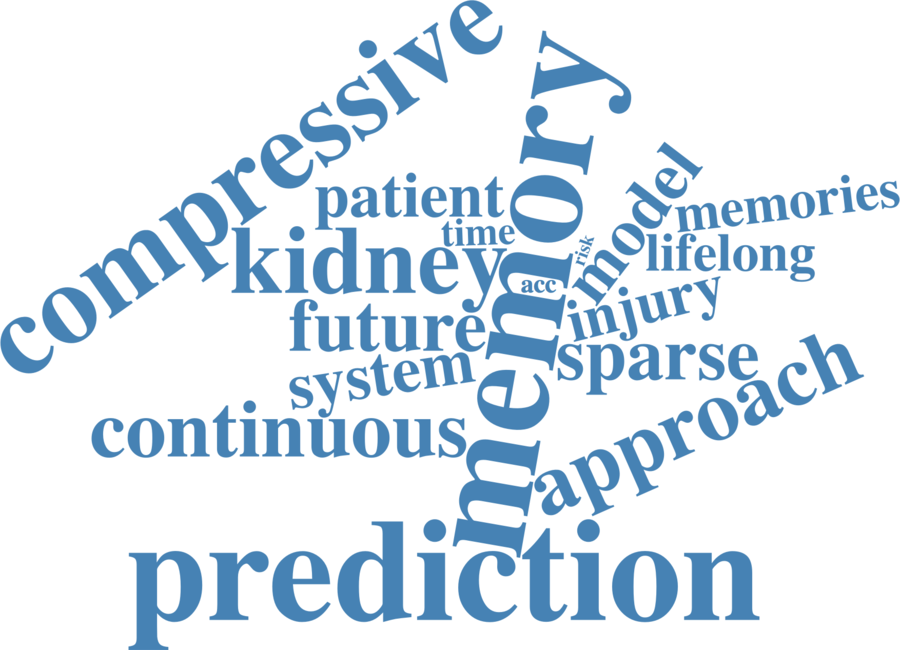 compressive
memory
patient
time
model
memories
kidney
risk
lifelong
acc
future
injury
system
sparse
continuous
approach
prediction